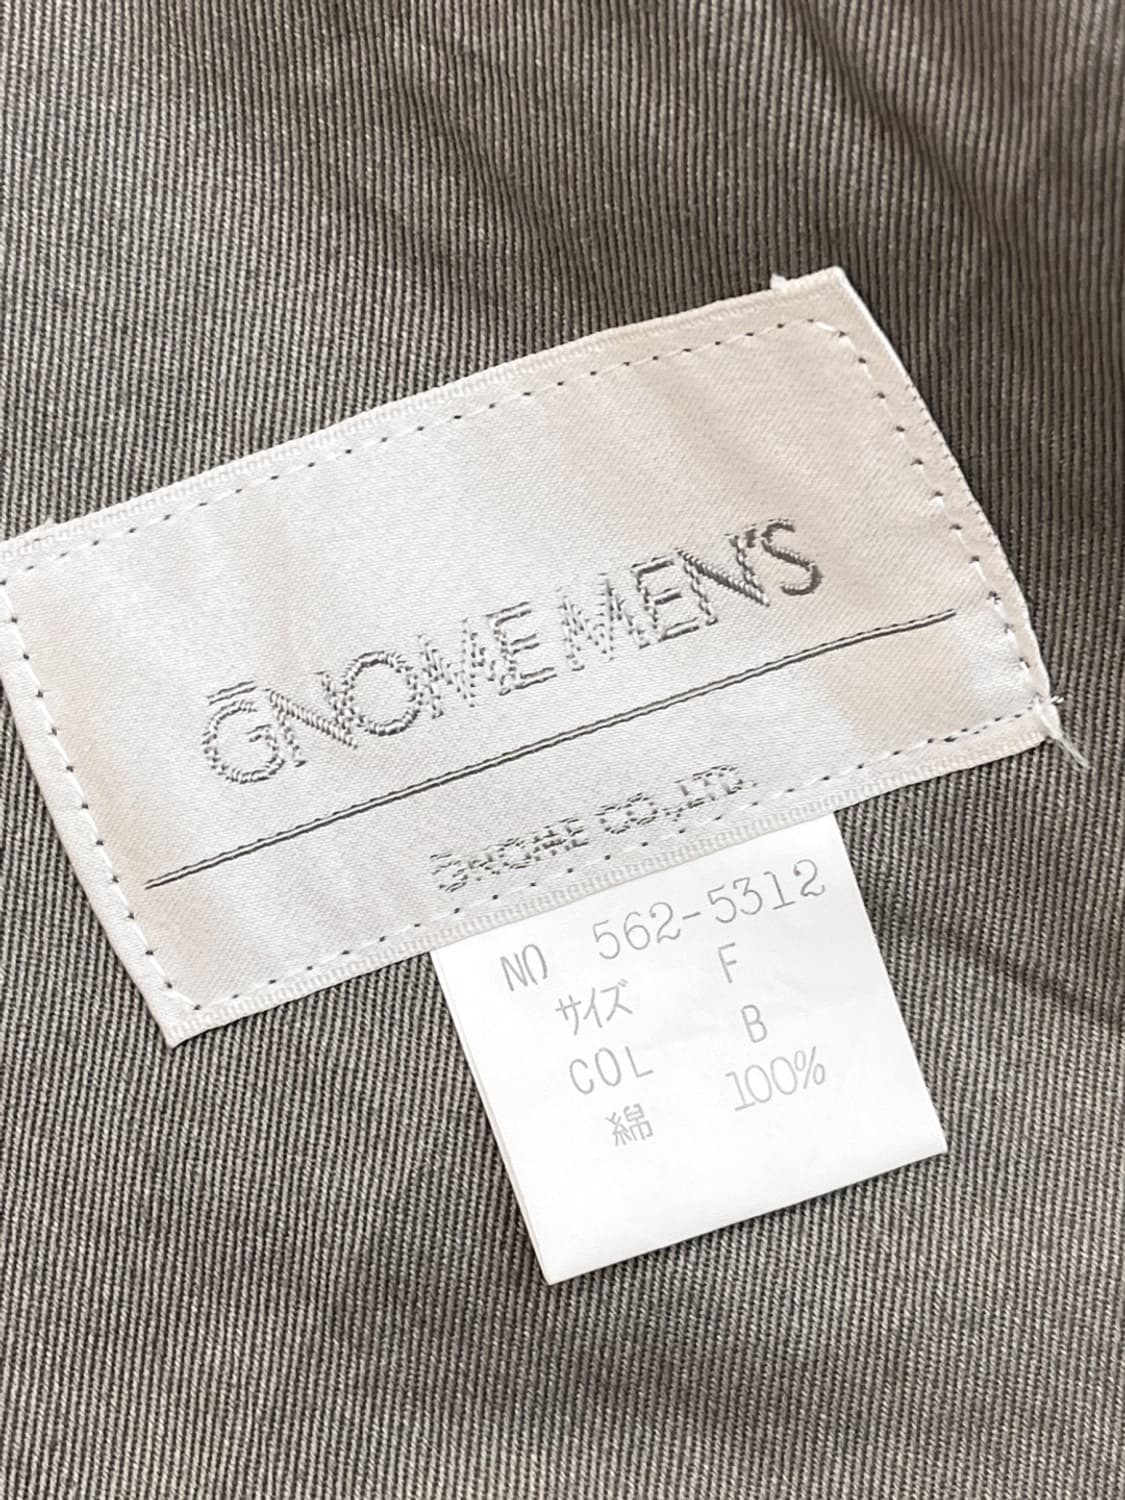 GNOME MEN'S
GNOME CO.,LTD.
NO 562-5312
サイズ F
COL B
綿 100%